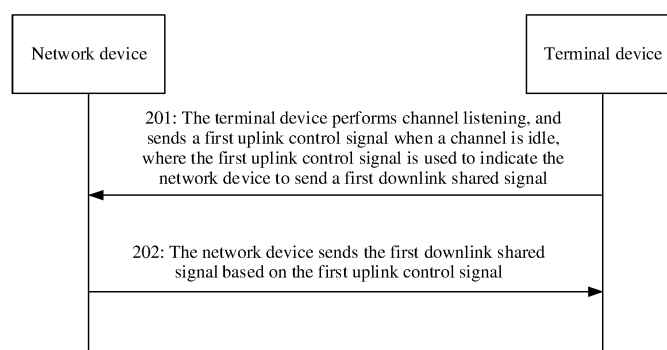 Network device
Terminal device
201: The terminal device performs channel listening, and
sends a first uplink control signal when a channel is idle,
where the first uplink control signal is used to indicate the
network device to send a first downlink shared signal
202: The network device sends the first downlink shared
signal based on the first uplink control signal